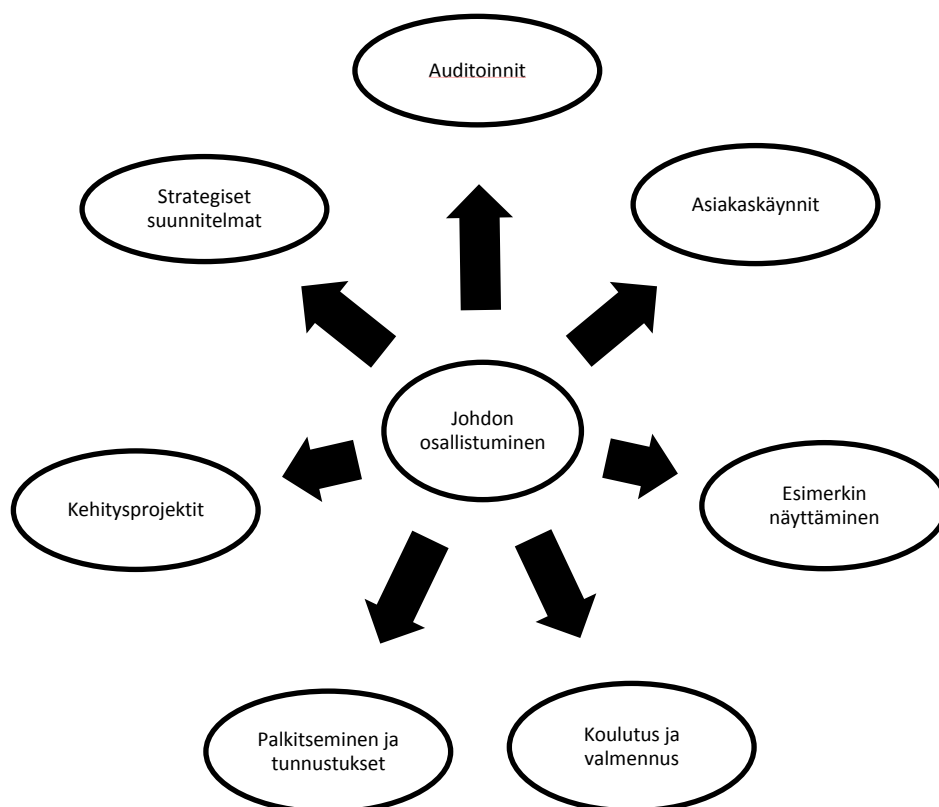 Auditoinnit
Strategiset
suunnitelmat
Asiakaskäynnit
Johdon
osallistuminen
Kehitysprojektit
Esimerkin
näyttäminen
Palkitseminen ja
tunnustukset
Koulutus ja
valmennus